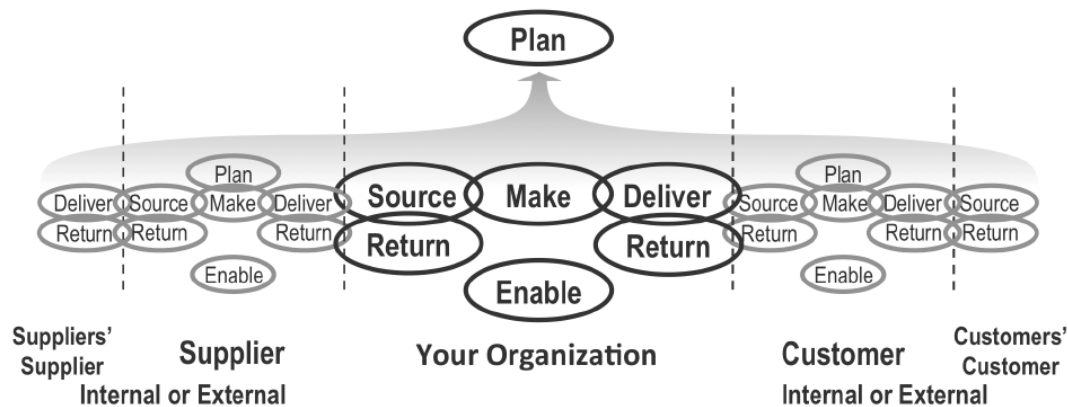 Plan
Plan
Plan
Deliver Source Make Deliver Source Make Deliver Source Make Deliver Source
Return Return Return Return Return Return Return Return
Enable Enable Enable
Suppliers' Supplier Your Organization Customer Customers'
Supplier Customer
Internal or External Internal or External